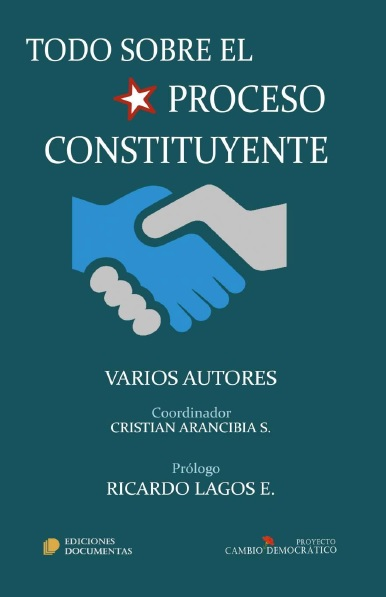 TODO SOBRE EL
PROCESO
CONSTITUYENTE
VARIOS AUTORES
Coordinador
CRISTIAN ARANCIBIA S.
Prólogo
RICARDO LAGOS E.
EDICIONES
DOCUMENTAS
PROYECTO
CAMBIO DEMOCRÁTICO